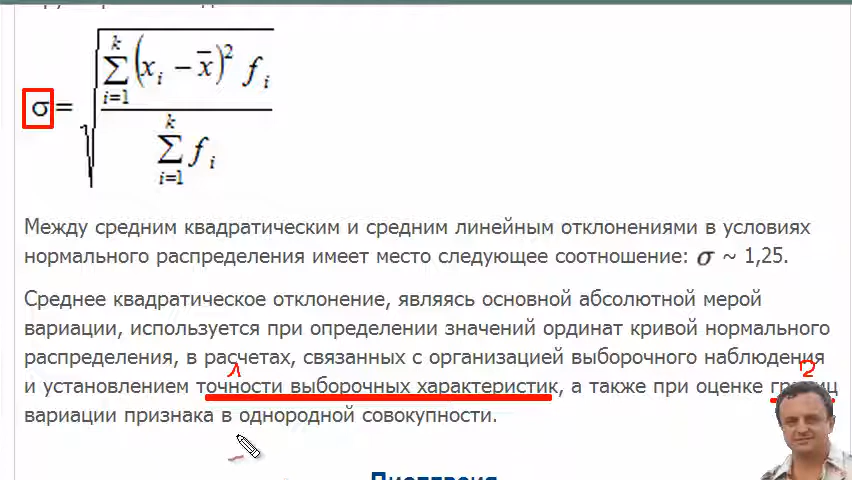 k
∑ (x i − x̄)² f i
i=1
σ =
k
∑ f i
i=1
Между средним квадратическим и средним линейным отклонениями в условиях
нормального распределения имеет место следующее соотношение: σ ~ 1,25.
Среднее квадратическое отклонение, являясь основной абсолютной мерой
вариации, используется при определении значений ординат кривой нормального
распределения, в расчетах, связанных с организацией выборочного наблюдения
и установлением точности выборочных характеристик, а также при оценке границ
вариации признака в однородной совокупности.